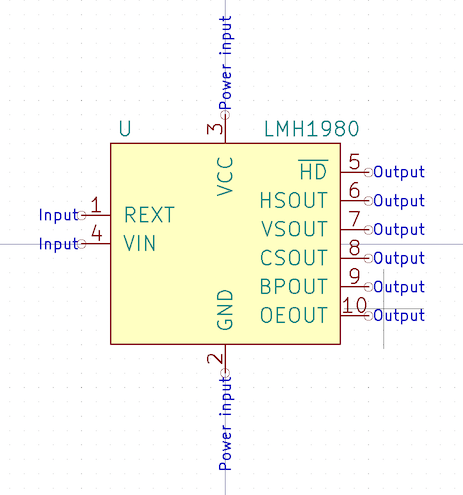 Power input
3
U
LMH1980
VCC
HD
5
Output
HSOUT
6
Output
Input
1
REXT
VSOUT
7
Output
Input
4
VIN
CSOUT
8
Output
BPOUT
9
Output
GND
OEOUT
10
Output
2
Power input